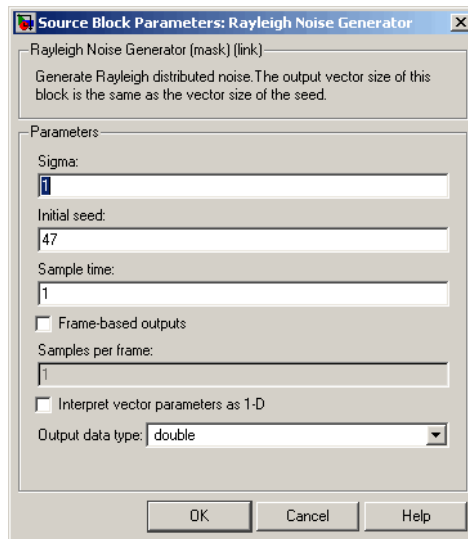 Source Block Parameters: Rayleigh Noise Generator
Rayleigh Noise Generator (mask) (link)
Generate Rayleigh distributed noise.The output vector size of this
block is the same as the vector size of the seed.
Parameters
Sigma:
1
Initial seed:
47
Sample time:
1
Frame-based outputs
Samples per frame:
1
Interpret vector parameters as 1-D
Output data type: double
OK Cancel Help